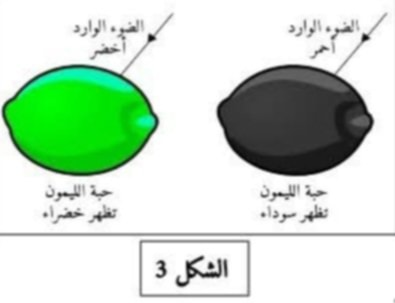 الضوء الوارد
أحمر
الضوء الوارد
أخضر
حبة الليمون
تظهر سوداء
حبة الليمون
تظهر خضراء
الشكل 3